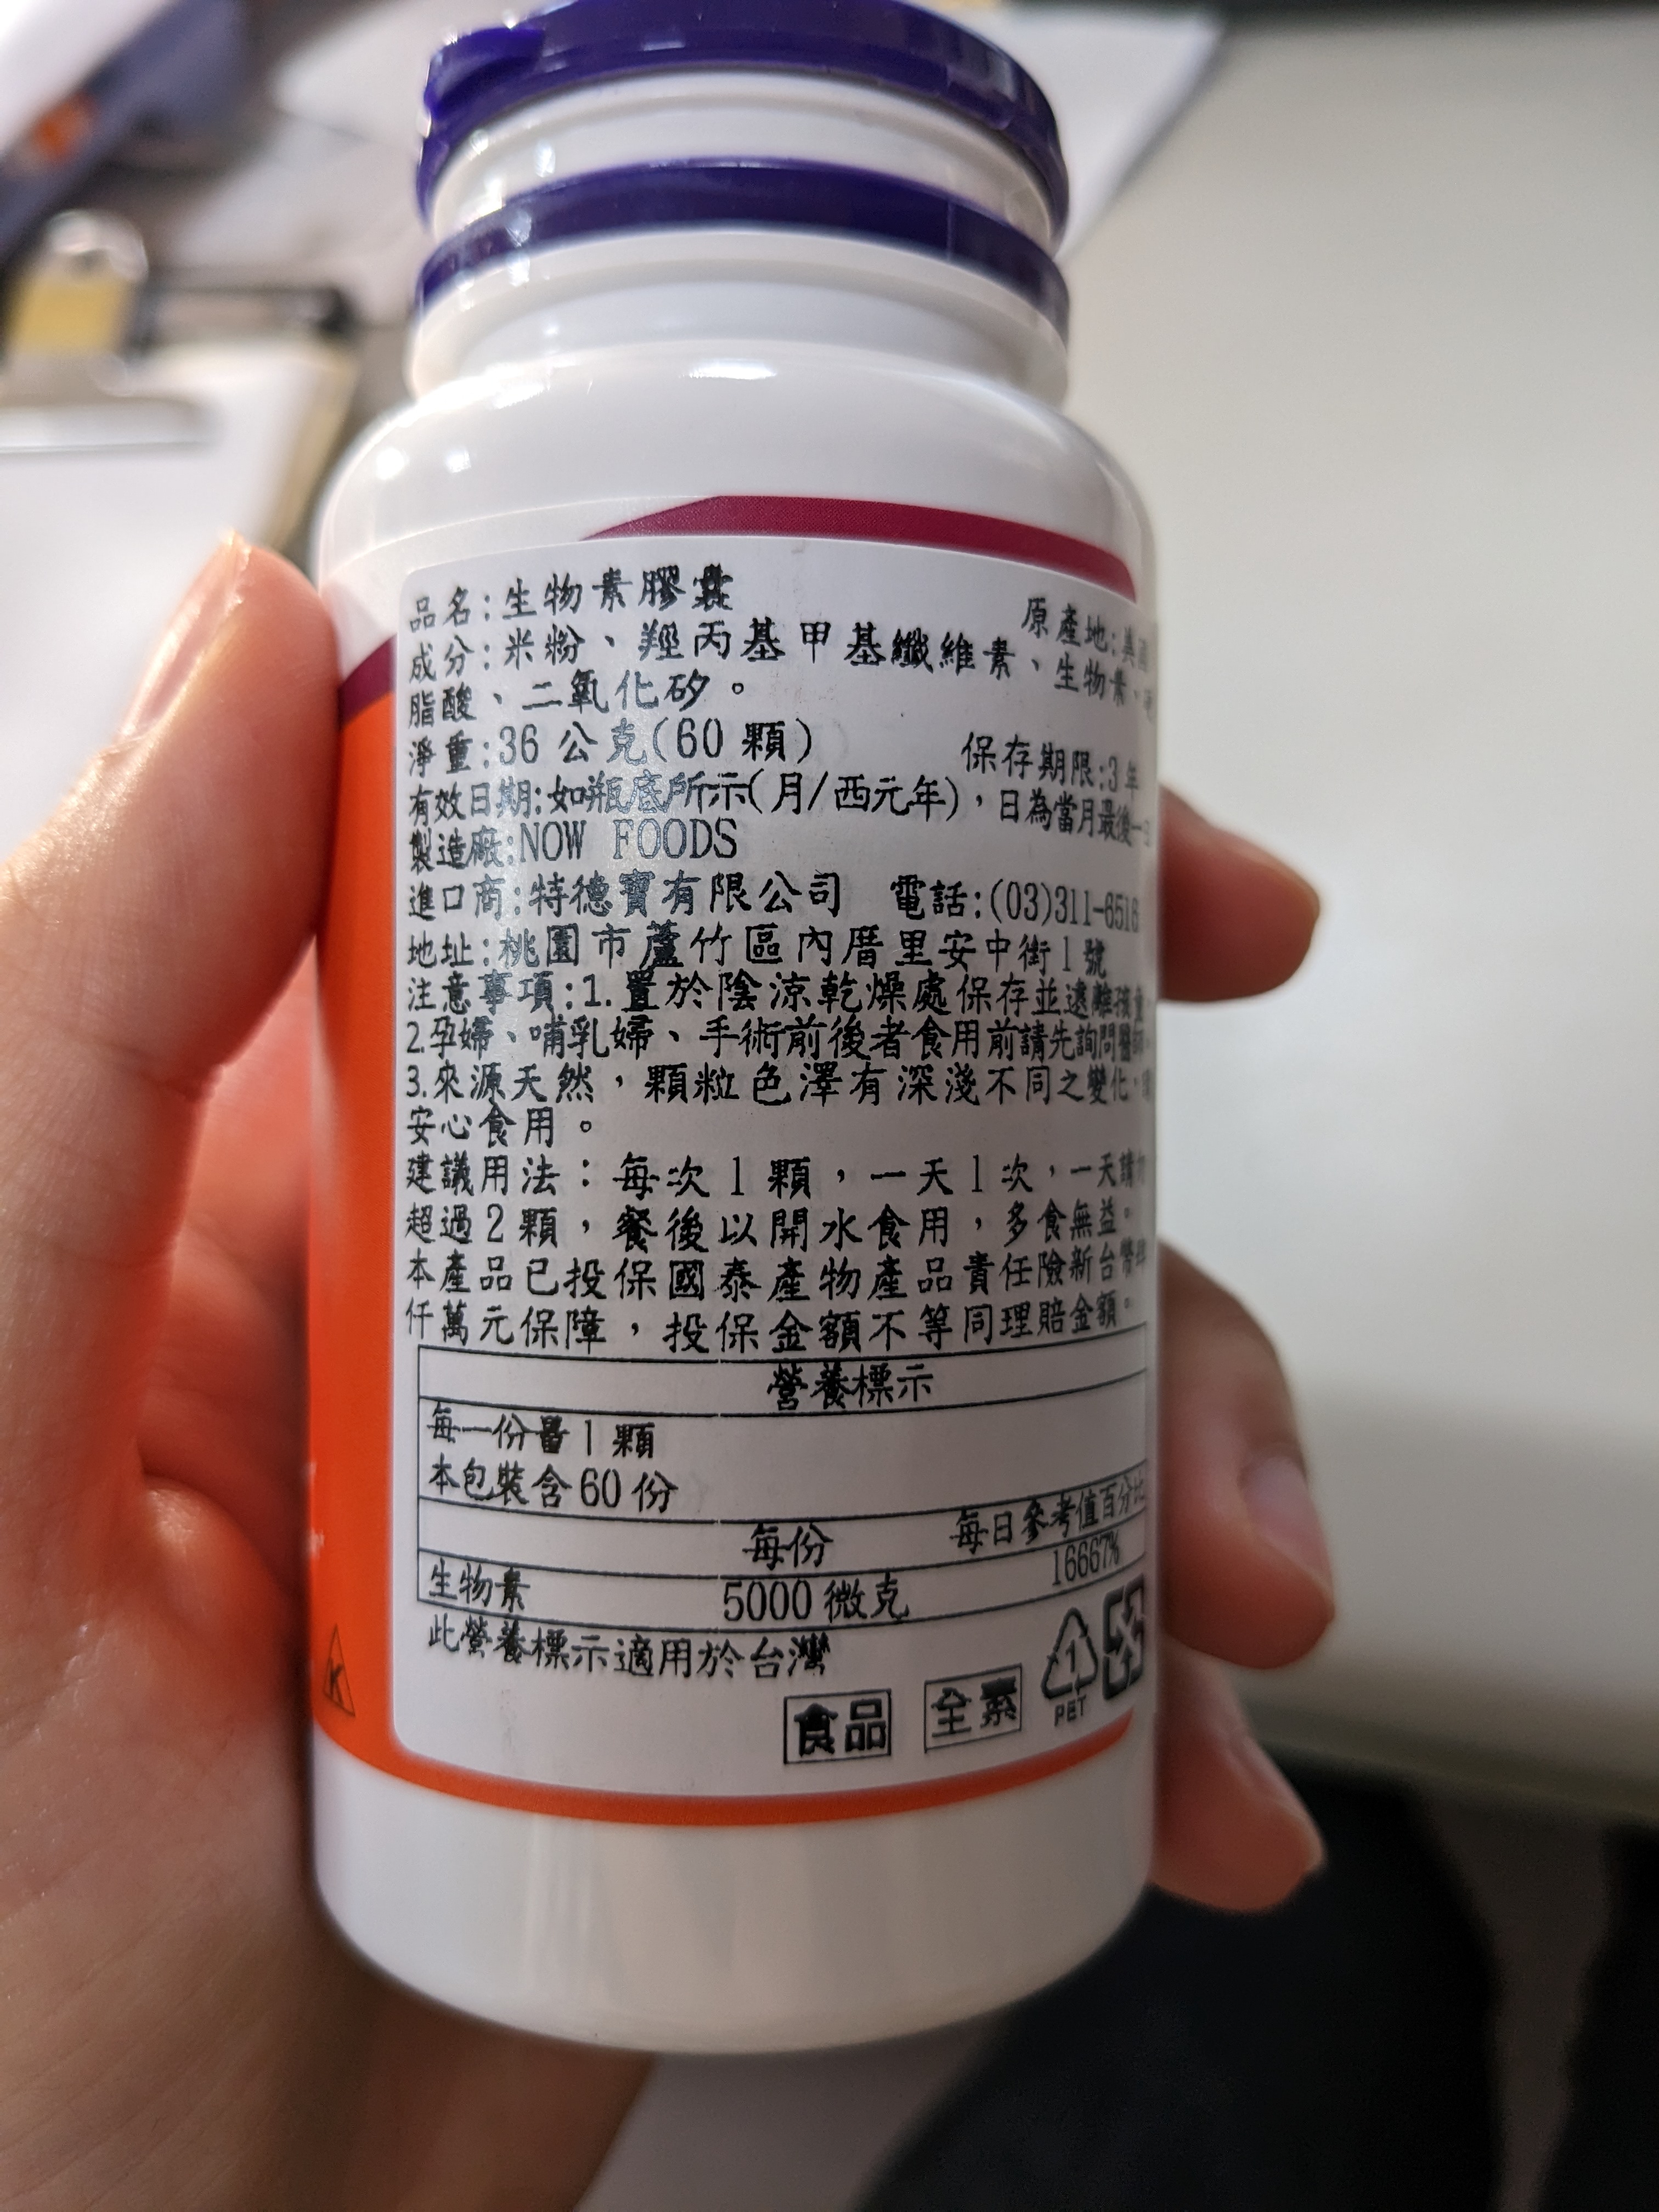 品名:生物素膠囊 原產地:美國
成分:米粉、羥丙基甲基纖維素、生物素、
脂酸、二氧化矽。
淨重:36 公克(60 顆) 保存期限:3 年
有效日期:如瓶底所示(月/西元年),日為當月最後一日
製造廠:NOW FOODS
進口商:特德寶有限公司 電話:(03)311-6516
地址:桃園市蘆竹區內厝里安中街1號
注意事項:1.置於陰涼乾燥處保存並遠離孩童。
2.孕婦、哺乳婦、手術前後者食用前請先詢問醫師。
3.來源天然,顆粒色澤有深淺不同之變化,
安心食用。
建議用法:每次1顆,一天1次,一天請勿
超過2顆,餐後以開水食用,多食無益。
本產品已投保國泰產物產品責任險新台幣
仟萬元保障,投保金額不等同理賠金額。
營養標示
每一份量1顆
本包裝含60份
每份 每日參考值百分比
生物素 5000微克 16667%
此營養標示適用於台灣
食品 全素 1
PET
K